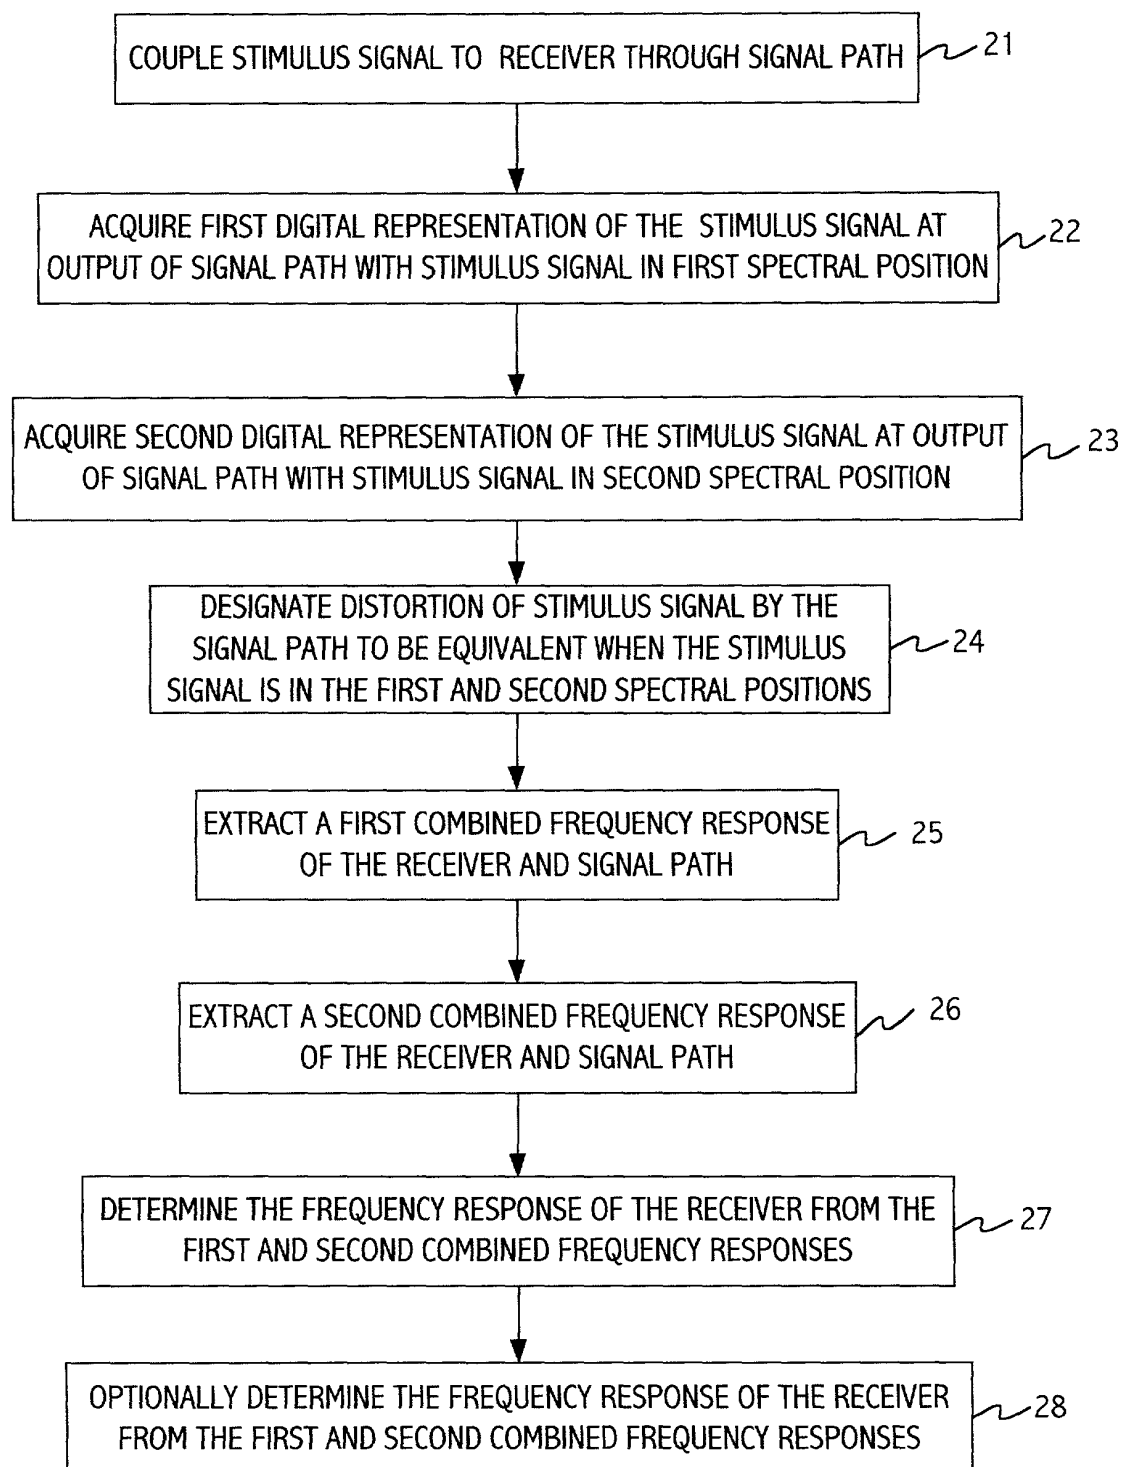 COUPLE STIMULUS SIGNAL TO RECEIVER THROUGH SIGNAL PATH
21
ACQUIRE FIRST DIGITAL REPRESENTATION OF THE STIMULUS SIGNAL AT
OUTPUT OF SIGNAL PATH WITH STIMULUS SIGNAL IN FIRST SPECTRAL POSITION
22
ACQUIRE SECOND DIGITAL REPRESENTATION OF THE STIMULUS SIGNAL AT OUTPUT
OF SIGNAL PATH WITH STIMULUS SIGNAL IN SECOND SPECTRAL POSITION
23
DESIGNATE DISTORTION OF STIMULUS SIGNAL BY THE
SIGNAL PATH TO BE EQUIVALENT WHEN THE STIMULUS
SIGNAL IS IN THE FIRST AND SECOND SPECTRAL POSITIONS
24
EXTRACT A FIRST COMBINED FREQUENCY RESPONSE
OF THE RECEIVER AND SIGNAL PATH
25
EXTRACT A SECOND COMBINED FREQUENCY RESPONSE
OF THE RECEIVER AND SIGNAL PATH
26
DETERMINE THE FREQUENCY RESPONSE OF THE RECEIVER FROM THE
FIRST AND SECOND COMBINED FREQUENCY RESPONSES
27
OPTIONALLY DETERMINE THE FREQUENCY RESPONSE OF THE RECEIVER
FROM THE FIRST AND SECOND COMBINED FREQUENCY RESPONSES
28